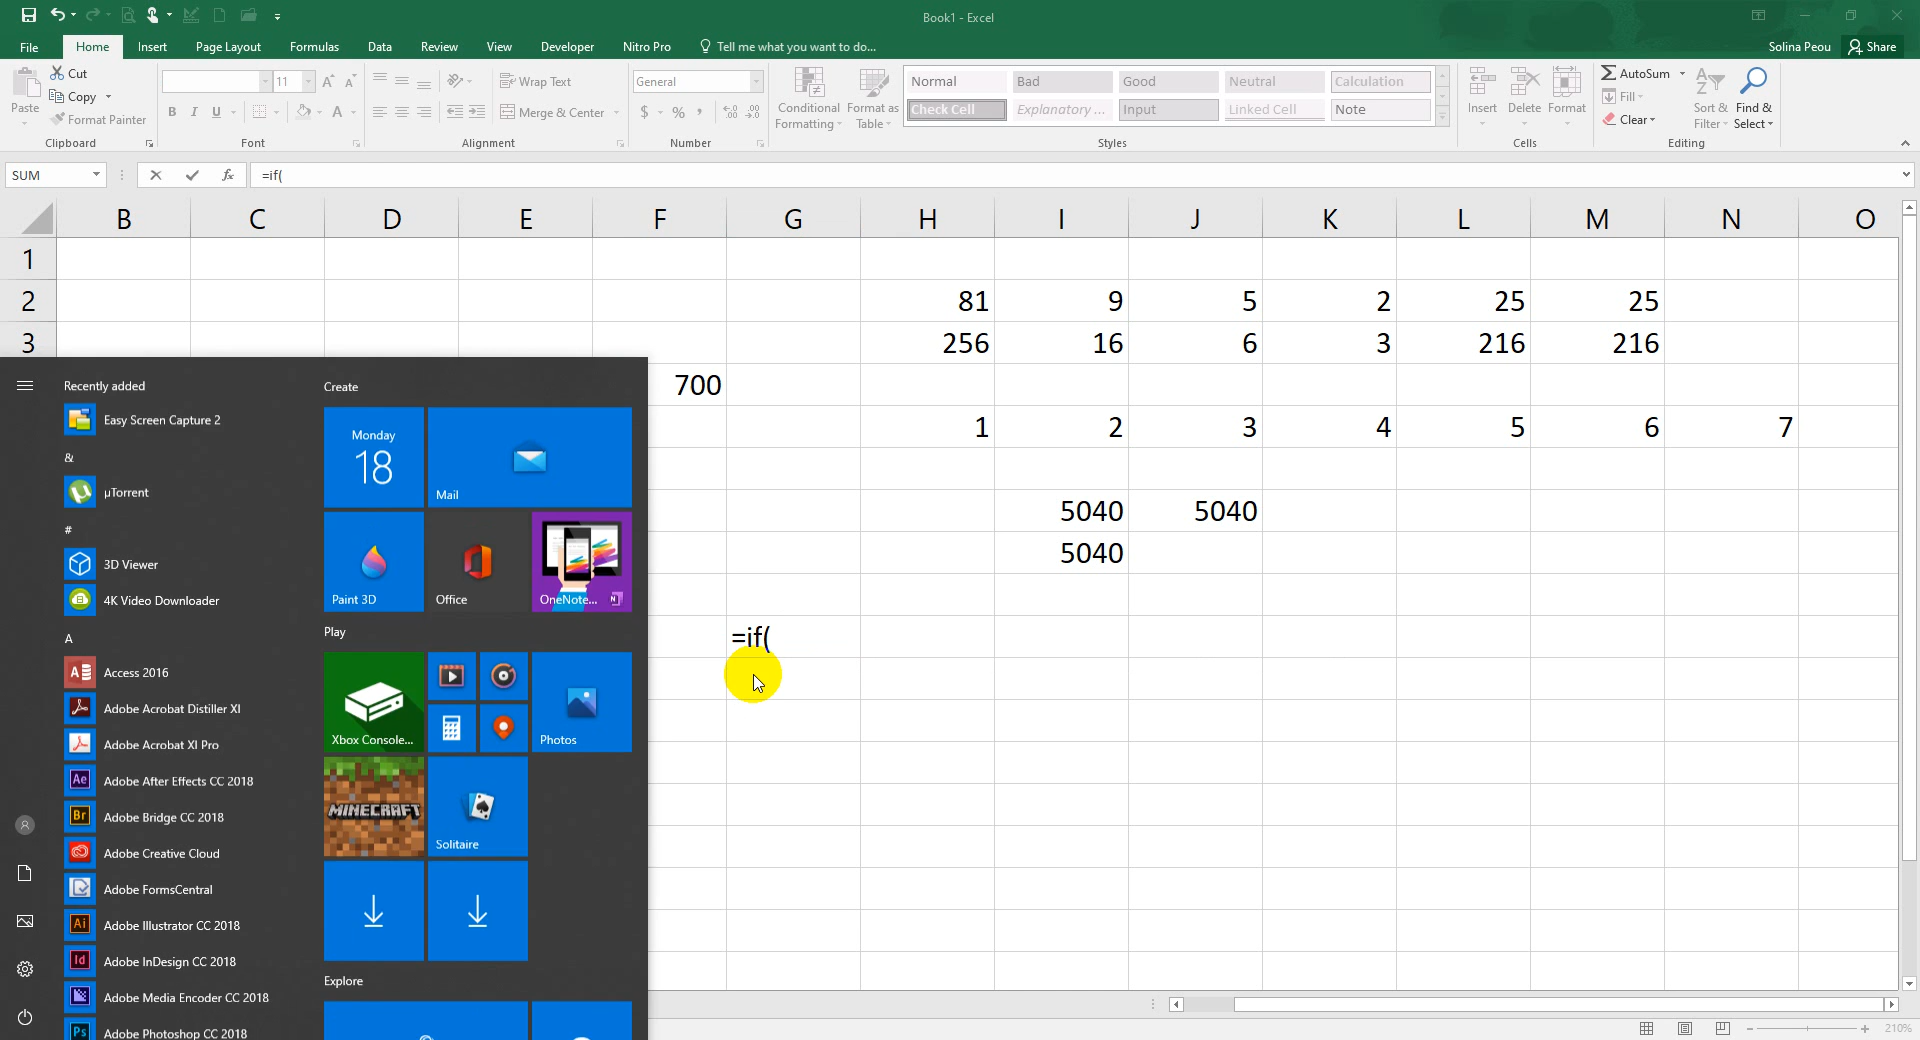 Book1 - Excel
File Home Insert Page Layout Formulas Data Review View Developer Nitro Pro Tell me what you want to do... Solina Peou Share
Paste
Cut
Copy
Format Painter
Clipboard
11
A A
B I U
A
Font
Wrap Text
Merge & Center
Alignment
General
$ % ,
.00
Number
Conditional Formatting
Format as Table
Normal Bad Good Neutral Calculation
Check Cell Explanatory ... Input Linked Cell Note
Styles
Insert Delete Format
Cells
AutoSum
Fill
Clear
Sort & Filter
Find & Select
Editing
SUM
fx
=if(
B C D E F G H I J K L M N O
1
2 81 9 5 2 25 25
3 256 16 6 3 216 216
700
1 2 3 4 5 6 7
5040 5040
5040
=if(
Recently added
Easy Screen Capture 2
&
µTorrent
#
3D Viewer
4K Video Downloader
A
Access 2016
Adobe Acrobat Distiller XI
Adobe Acrobat XI Pro
Adobe After Effects CC 2018
Adobe Bridge CC 2018
Adobe Creative Cloud
Adobe FormsCentral
Adobe Illustrator CC 2018
Adobe InDesign CC 2018
Adobe Media Encoder CC 2018
Adobe Photoshop CC 2018
Create
Monday
18
Mail
Paint 3D
Office
OneNote...
Play
Xbox Console...
Photos
MINECRAFT
Solitaire
Explore
210%